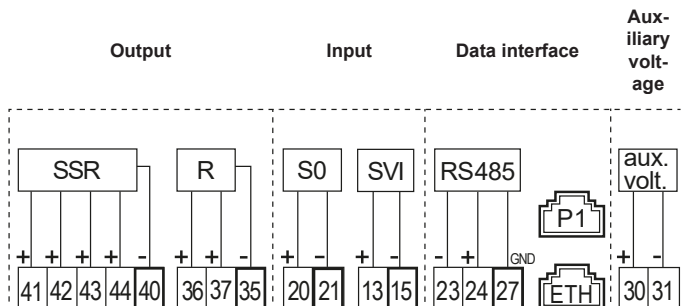 Output Input Data interface Aux-
iliary
volt-
age
SSR R S0 SVI RS485 aux.
volt.
P1
+ + + + - + + - + - + - - + GND + -
41 42 43 44 40 36 37 35 20 21 13 15 23 24 27 ETH 30 31